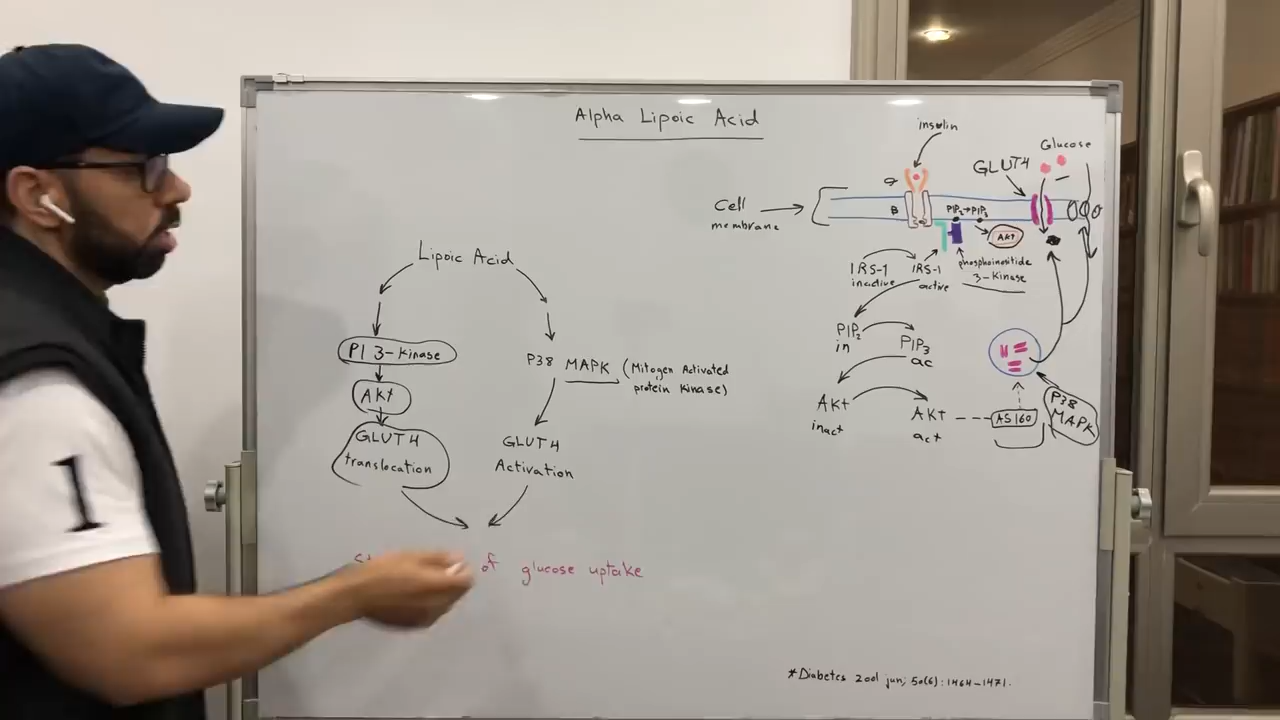 Alpha Lipoic Acid
Lipoic Acid
PI 3-Kinase
AKt
GLUT4
translocation
P38 MAPK (Mitogen Activated
protein Kinase)
GLUT4
Activation
of glucose uptake
insulin
Glucose
GLUT4
Cell
membrane
α
B
PIP₂→PIP₃
AKt
IRS-1
inactive
IRS-1
active
phosphoinositide
3-Kinase
PIP₂
in
PIP₃
ac
AKt
inact
AKt
act
AS160
P38
MAPK
*Diabetes 2001 jun; 50(6): 1464-1471.
1